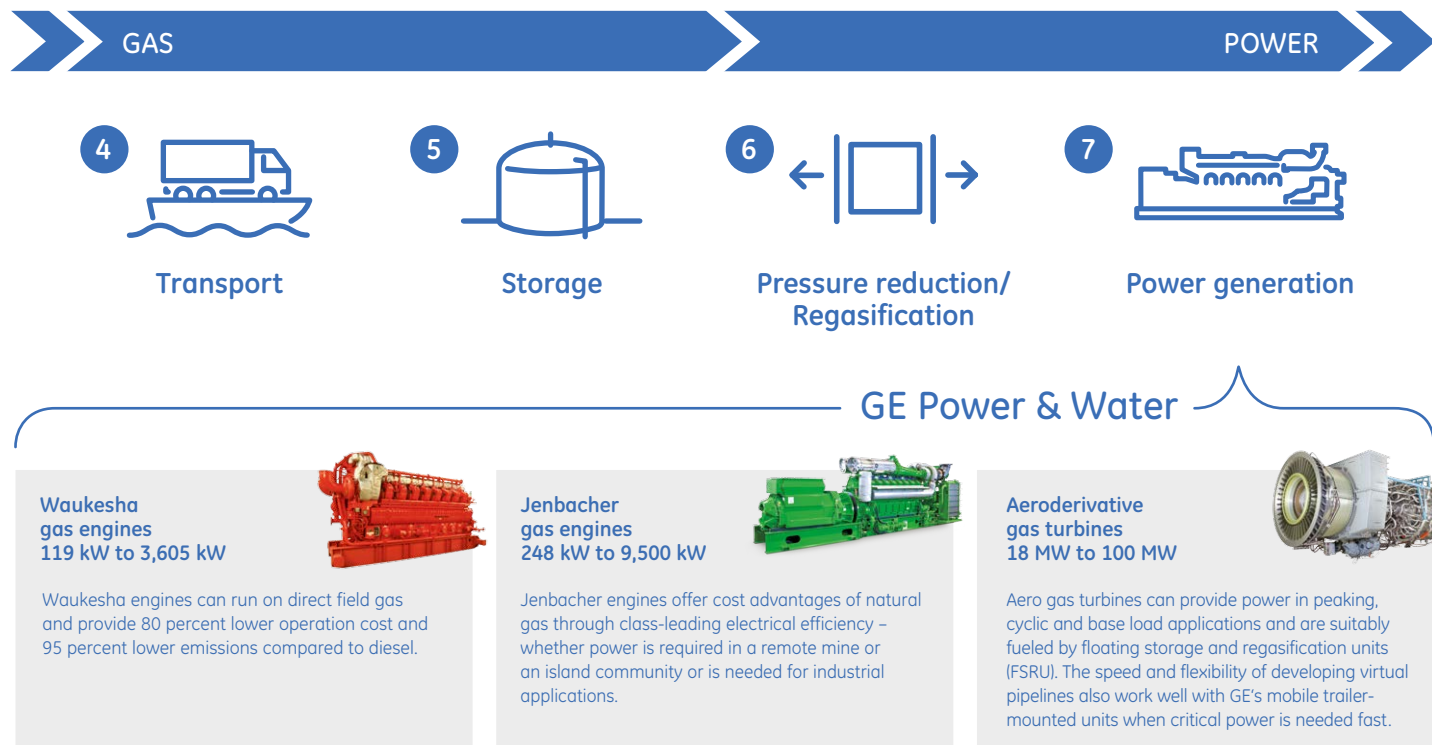 GAS
POWER
4
5
6
7
Transport
Storage
Pressure reduction/
Regasification
Power generation
GE Power & Water
Waukesha
gas engines
119 kW to 3,605 kW
Waukesha engines can run on direct field gas
and provide 80 percent lower operation cost and
95 percent lower emissions compared to diesel.
Jenbacher
gas engines
248 kW to 9,500 kW
Jenbacher engines offer cost advantages of natural
gas through class-leading electrical efficiency –
whether power is required in a remote mine or
an island community or is needed for industrial
applications.
Aeroderivative
gas turbines
18 MW to 100 MW
Aero gas turbines can provide power in peaking,
cyclic and base load applications and are suitably
fueled by floating storage and regasification units
(FSRU). The speed and flexibility of developing virtual
pipelines also work well with GE's mobile trailer-
mounted units when critical power is needed fast.